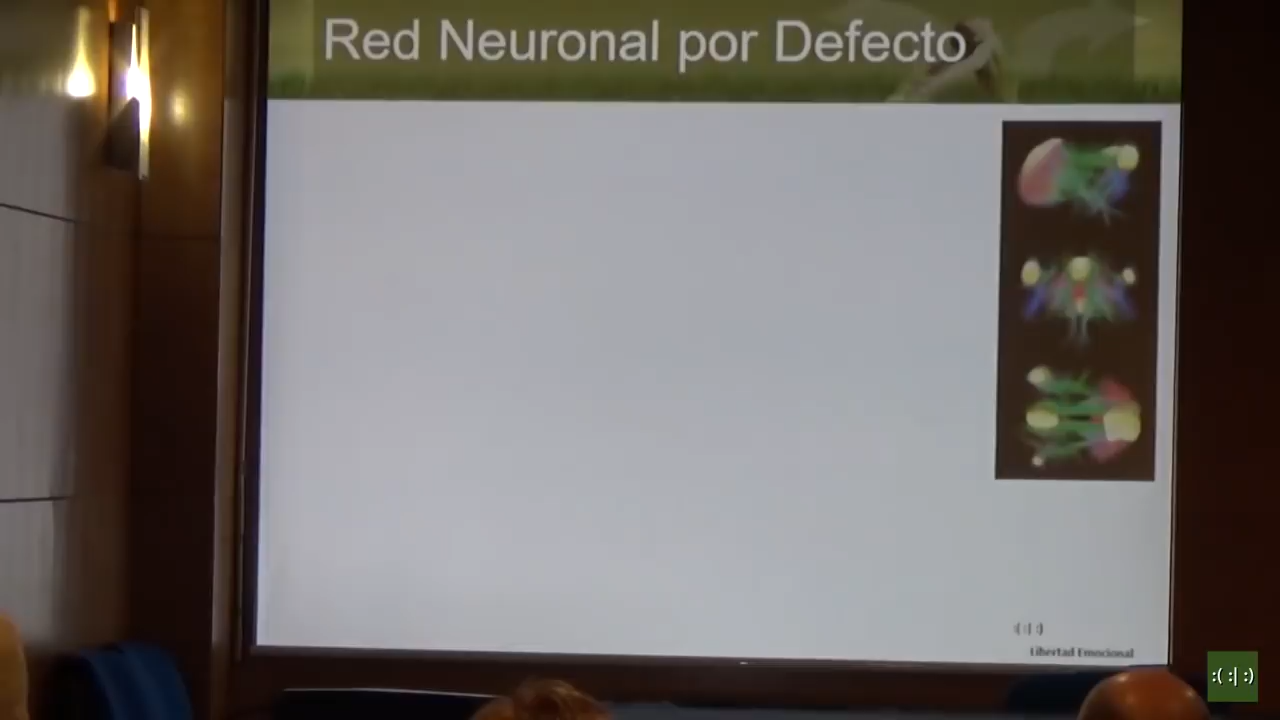 Red Neuronal por Defecto
:( :| :)
Libertad Emocional
:( :| :)